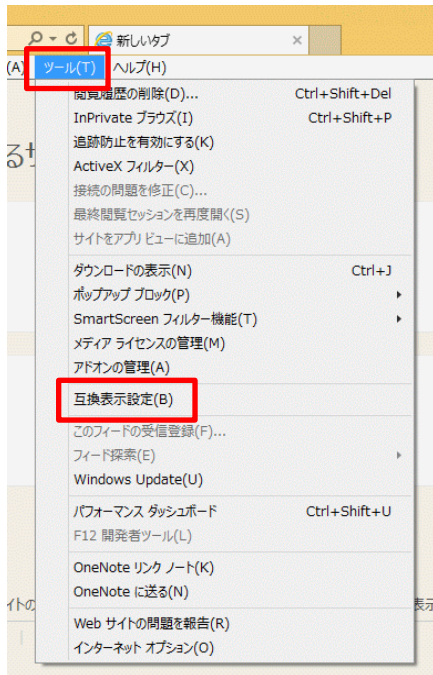 新しいタブ ×
(A) ツール(T) ヘルプ(H)
閲覧履歴の削除(D)... Ctrl+Shift+Del
InPrivate ブラウズ(I) Ctrl+Shift+P
追跡防止を有効にする(K)
るサ
ActiveX フィルター(X)
接続の問題を修正(C)...
最終閲覧セッションを再度開く(S)
サイトをアプリ ビューに追加(A)
ダウンロードの表示(N) Ctrl+J
ポップアップ ブロック(P)
SmartScreen フィルター機能(T)
メディア ライセンスの管理(M)
アドオンの管理(A)
互換表示設定(B)
このフィードの受信登録(F)...
フィード探索(E)
Windows Update(U)
パフォーマンス ダッシュボード Ctrl+Shift+U
F12 開発者ツール(L)
OneNote リンク ノート(K)
OneNote に送る(N)
イトの 表示
Web サイトの問題を報告(R)
インターネット オプション(O)